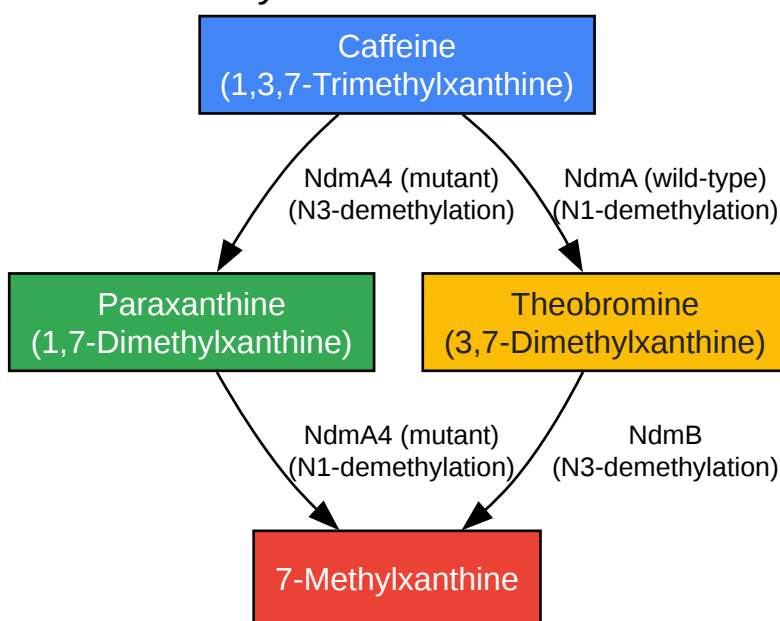 Caffeine
(1,3,7-Trimethylxanthine)
NdmA4 (mutant)
(N3-demethylation)
NdmA (wild-type)
(N1-demethylation)
Paraxanthine
(1,7-Dimethylxanthine)
Theobromine
(3,7-Dimethylxanthine)
NdmA4 (mutant)
(N1-demethylation)
NdmB
(N3-demethylation)
7-Methylxanthine